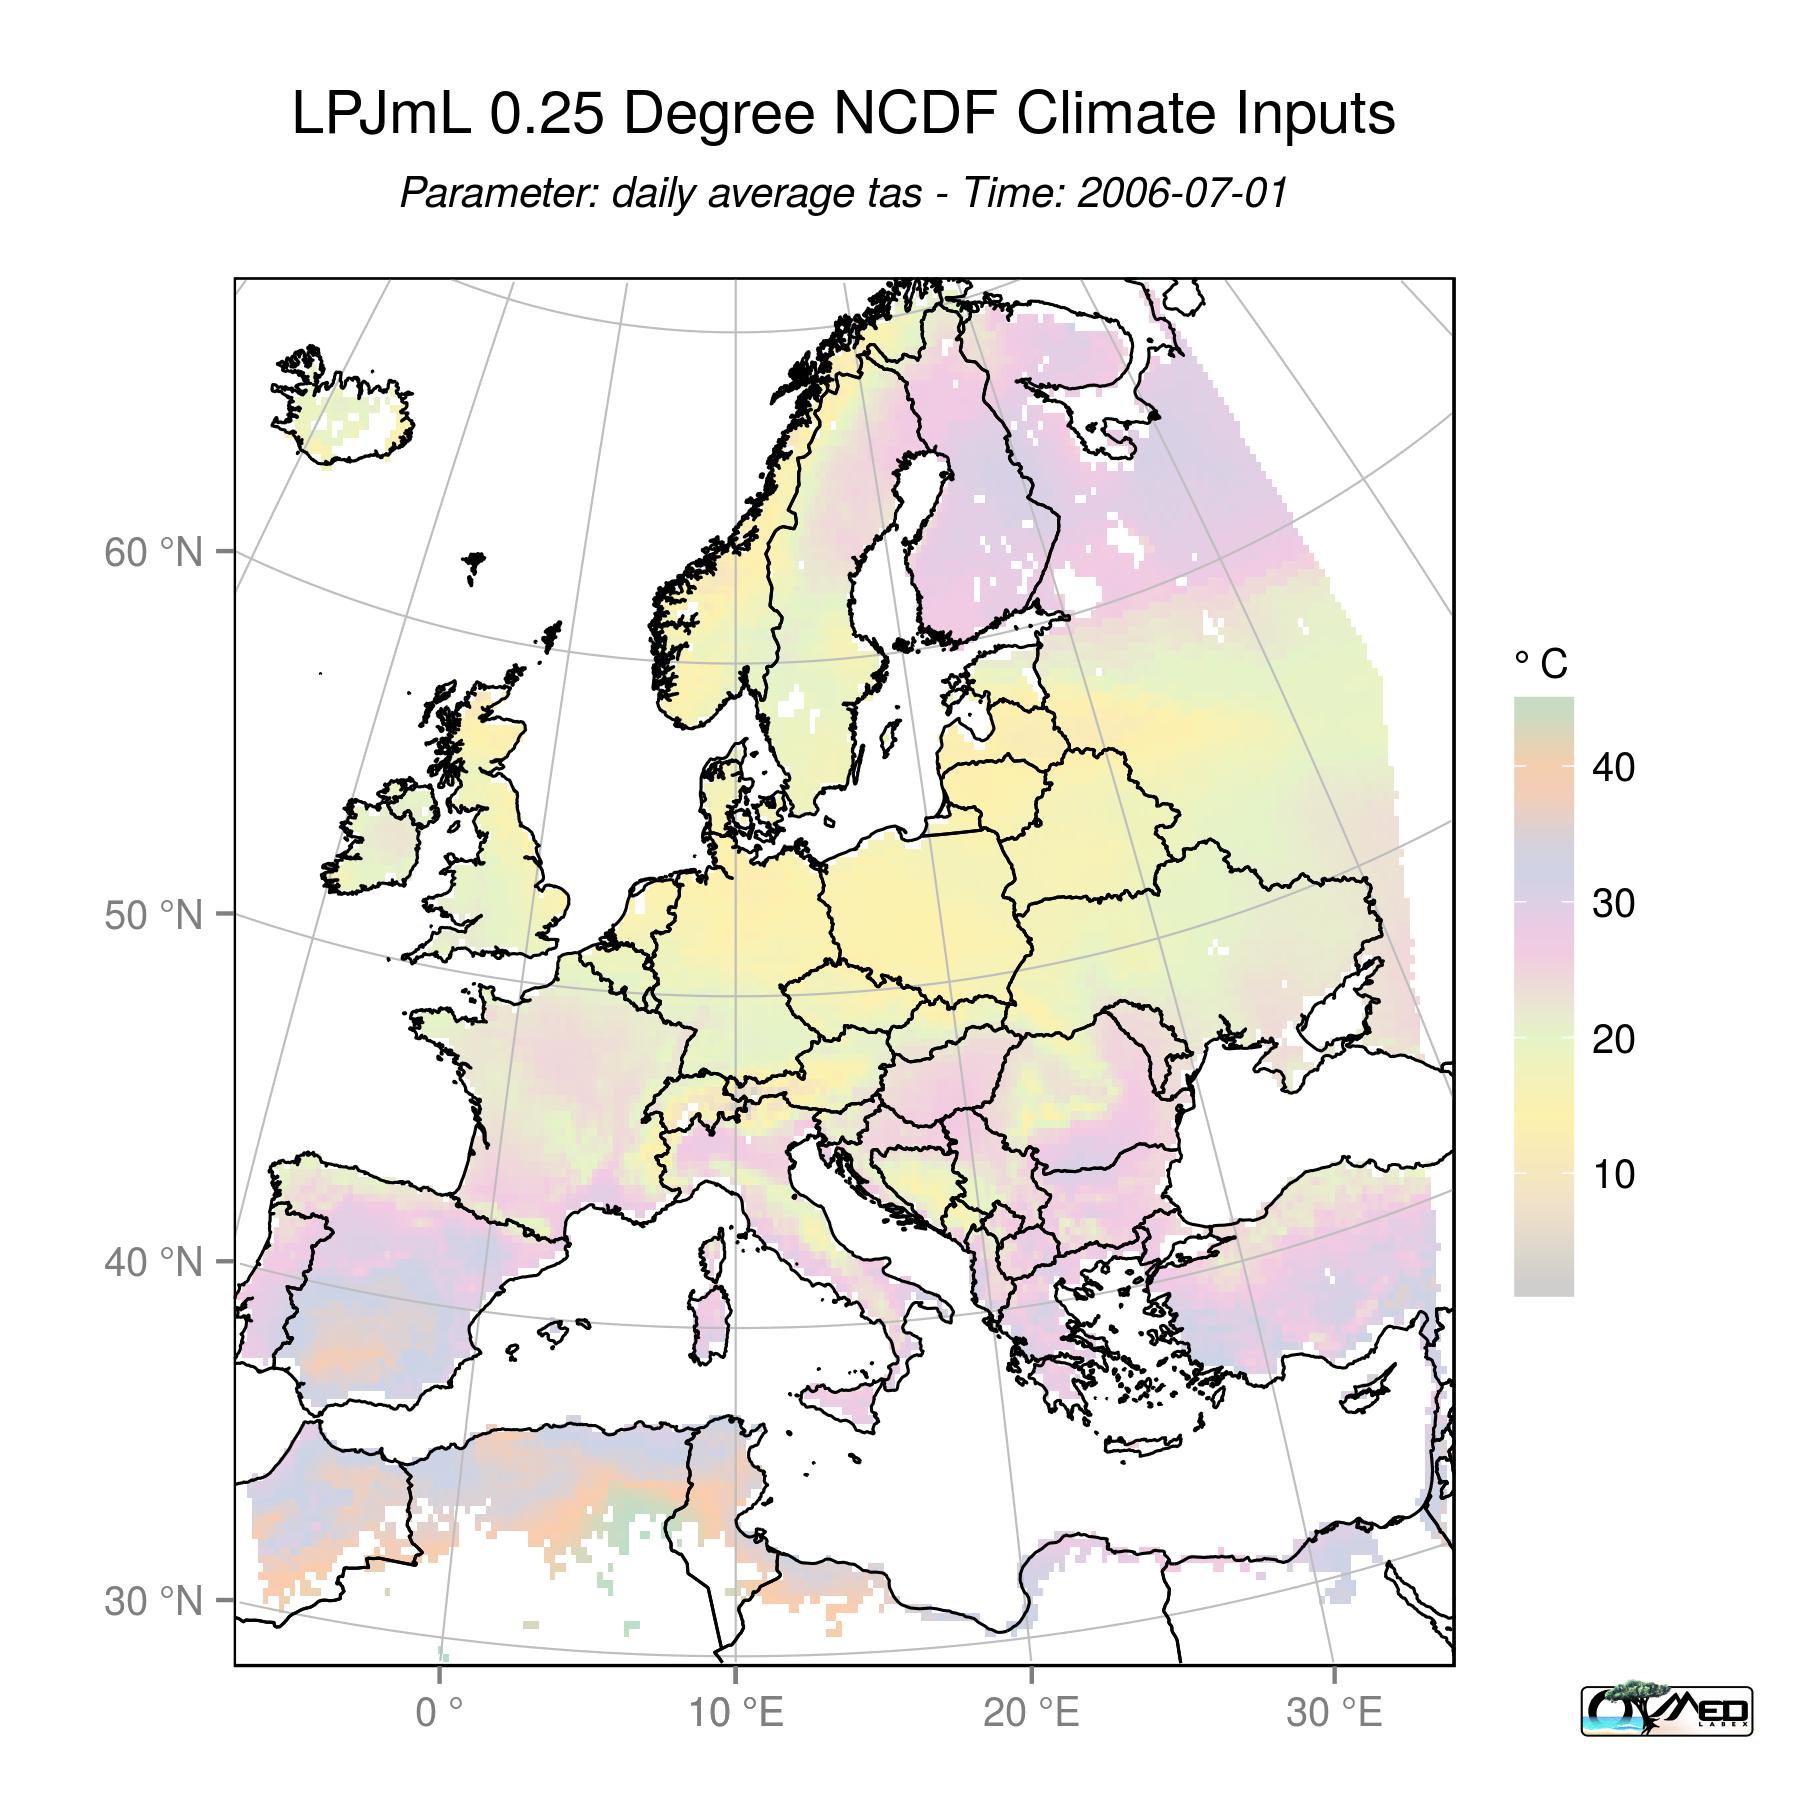 LPJmL 0.25 Degree NCDF Climate Inputs
Parameter: daily average tas - Time: 2006-07-01
° C
40
30
20
10
60 °N
50 °N
40 °N
30 °N
0 °
10 °E
20 °E
30 °E
OTMED
LABEX